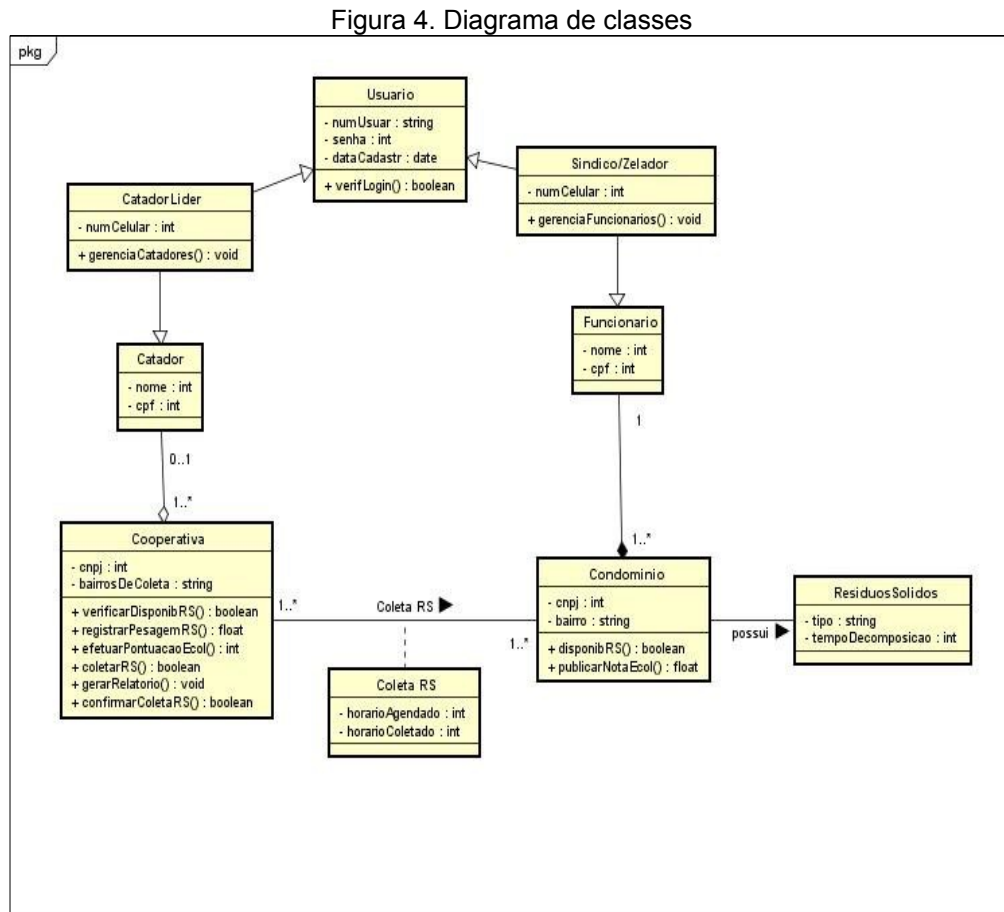 Figura 4. Diagrama de classes
pkg
Usuario
- numUsuar : string
- senha : int
- dataCadastr : date
+ verifLogin() : boolean
CatadorLider
- numCelular : int
+ gerenciaCatadores() : void
Sindico/Zelador
- numCelular : int
+ gerenciaFuncionarios() : void
Catador
- nome : int
- cpf : int
Funcionario
- nome : int
- cpf : int
0..1
1..*
1
1..*
Cooperativa
- cnpj : int
- bairrosDeColeta : string
+ verificarDisponibRS() : boolean
+ registrarPesagemRS() : float
+ efetuarPontuacaoEcol() : int
+ coletarRS() : boolean
+ gerarRelatorio() : void
+ confirmarColetaRS() : boolean
1..*
Coleta RS ▶
1..*
Coleta RS
- horarioAgendado : int
- horarioColetado : int
Condominio
- cnpj : int
- bairro : string
+ disponibRS() : boolean
+ publicarNotaEcol() : float
possui ▶
ResiduosSolidos
- tipo : string
- tempoDecomposicao : int